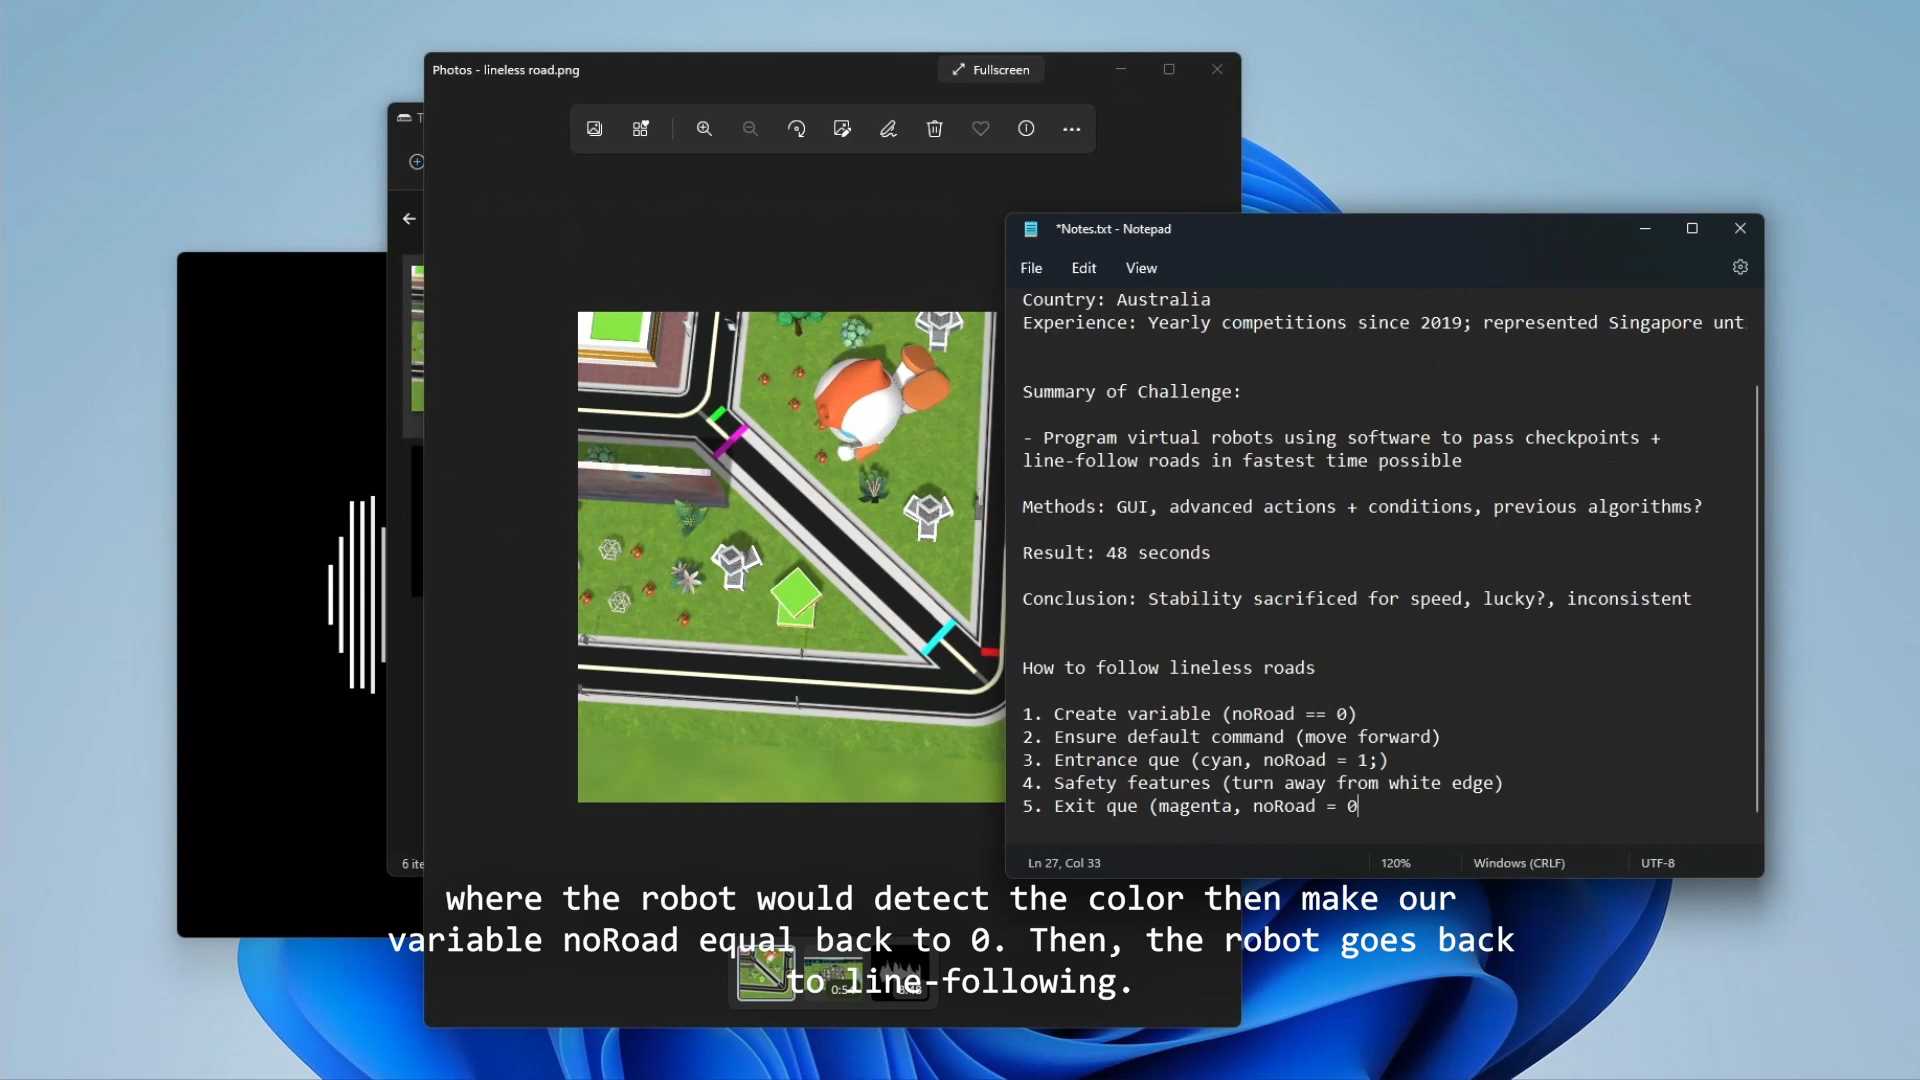 Photos - lineless road.png
Fullscreen
T
*Notes.txt - Notepad
File Edit View
Country: Australia
Experience: Yearly competitions since 2019; represented Singapore unt
Summary of Challenge:
- Program virtual robots using software to pass checkpoints +
line-follow roads in fastest time possible
Methods: GUI, advanced actions + conditions, previous algorithms?
Result: 48 seconds
Conclusion: Stability sacrificed for speed, lucky?, inconsistent
How to follow lineless roads
1. Create variable (noRoad == 0)
2. Ensure default command (move forward)
3. Entrance que (cyan, noRoad = 1;)
4. Safety features (turn away from white edge)
5. Exit que (magenta, noRoad = 0
Ln 27, Col 33 120% Windows (CRLF) UTF-8
6 ite
where the robot would detect the color then make our
variable noRoad equal back to 0. Then, the robot goes back
to line-following.